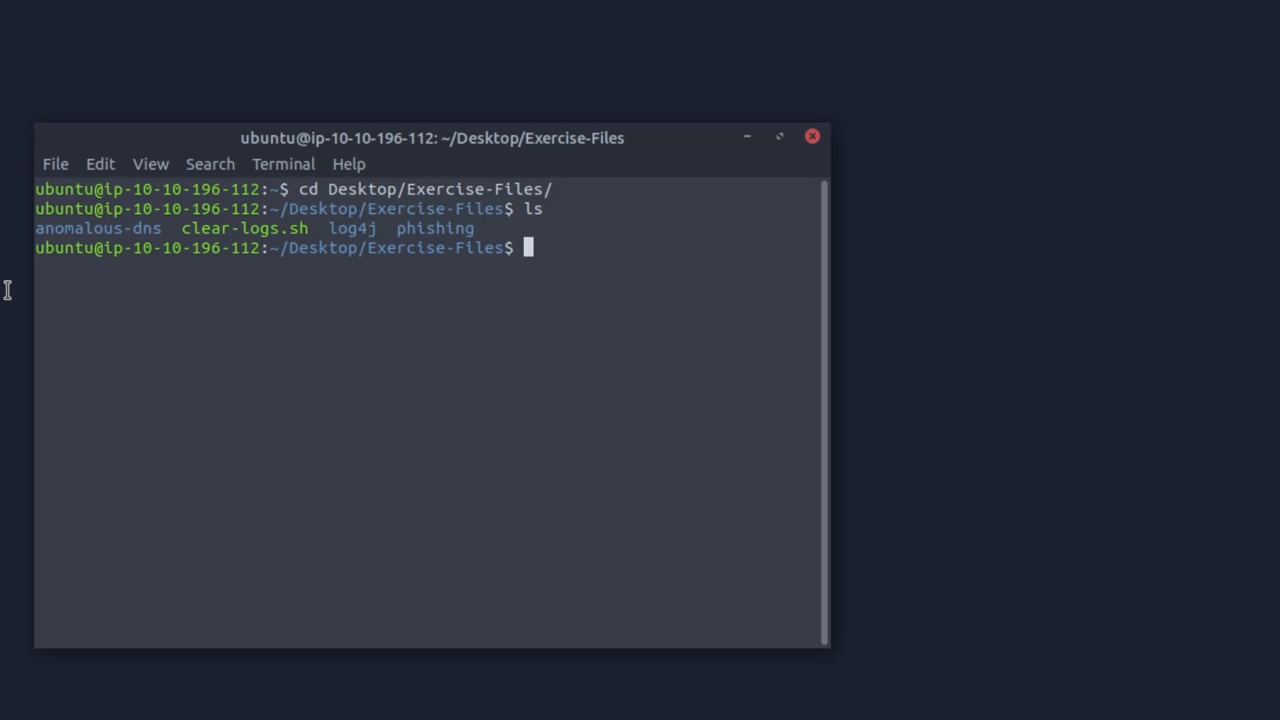 ubuntu@ip-10-10-196-112: ~/Desktop/Exercise-Files
File Edit View Search Terminal Help
ubuntu@ip-10-10-196-112:~$ cd Desktop/Exercise-Files/
ubuntu@ip-10-10-196-112:~/Desktop/Exercise-Files$ ls
anomalous-dns  clear-logs.sh  log4j  phishing
ubuntu@ip-10-10-196-112:~/Desktop/Exercise-Files$